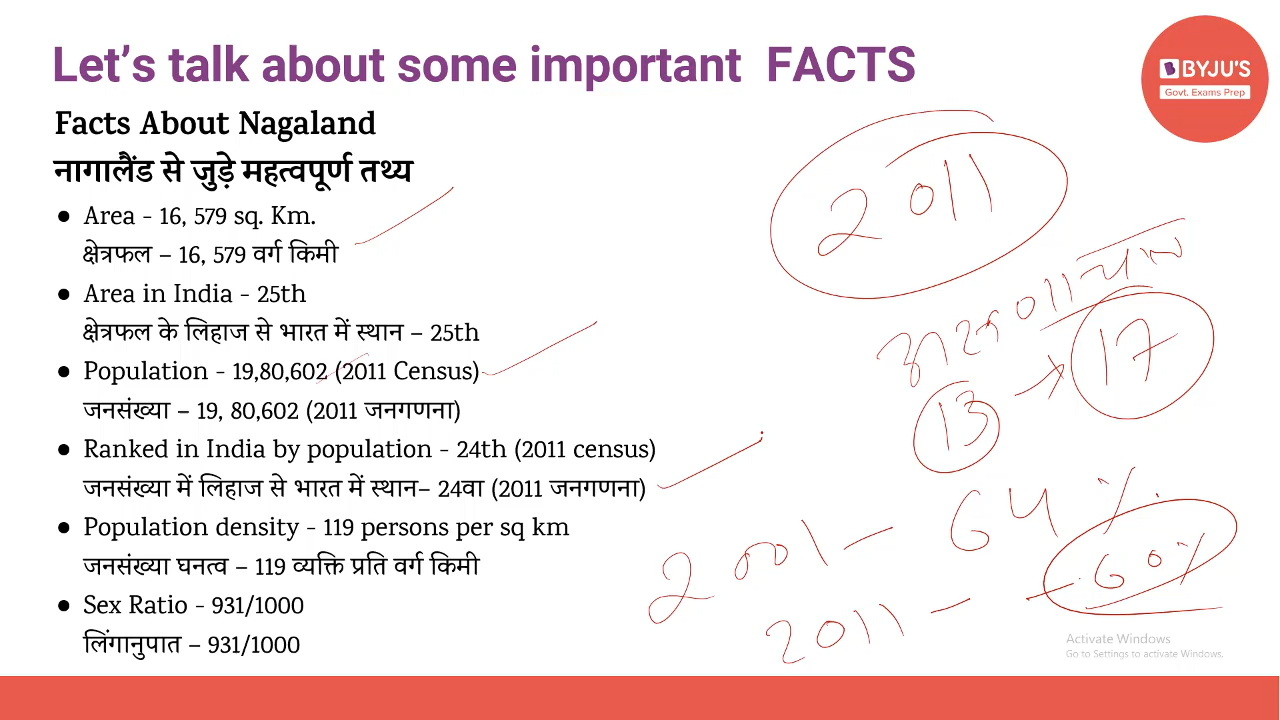 Let's talk about some important FACTS
BYJU'S
Govt. Exams Prep
Facts About Nagaland
नागालैंड से जुड़े महत्वपूर्ण तथ्य
● Area - 16, 579 sq. Km.
क्षेत्रफल – 16, 579 वर्ग किमी
● Area in India - 25th
क्षेत्रफल के लिहाज से भारत में स्थान – 25th
● Population - 19,80,602 (2011 Census)
जनसंख्या – 19, 80,602 (2011 जनगणना)
● Ranked in India by population - 24th (2011 census)
जनसंख्या में लिहाज से भारत में स्थान– 24वा (2011 जनगणना)
● Population density - 119 persons per sq km
जनसंख्या घनत्व – 119 व्यक्ति प्रति वर्ग किमी
● Sex Ratio - 931/1000
लिंगानुपात – 931/1000
2011
13 → 17
2001 – 64%
2011 – -60%
Activate Windows
Go to Settings to activate Windows.